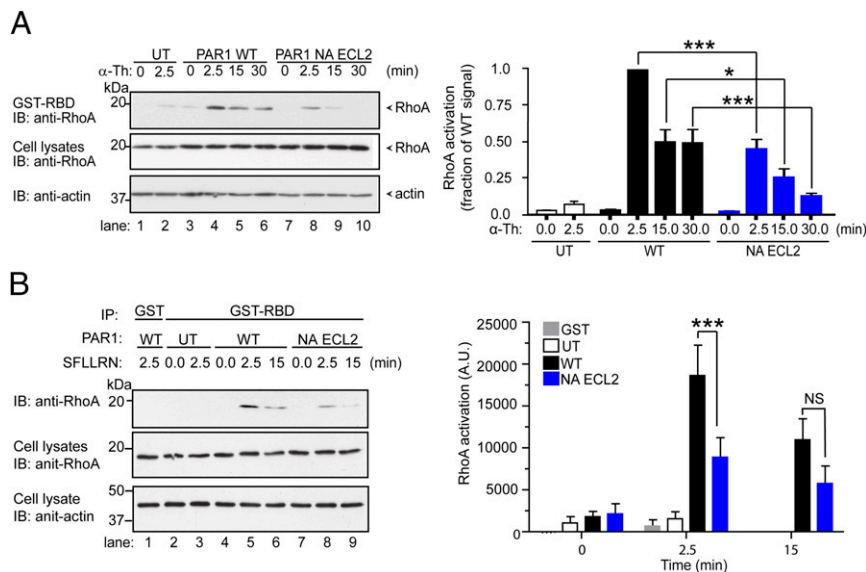 A
UT PAR1 WT PAR1 NA ECL2
α-Th: 0 2.5 0 2.5 15 30 0 2.5 15 30 (min)
kDa
GST-RBD
IB: anti-RhoA
20
RhoA
Cell lysates
IB: anti-RhoA
20
RhoA
IB: anti-actin
37
actin
lane: 1 2 3 4 5 6 7 8 9 10
RhoA activation
(fraction of WT signal)
1.0
0.75
0.50
0.25
0.0
***
*
***
α-Th: 0.0 2.5 0.0 2.5 15.0 30.0 0.0 2.5 15.0 30.0 (min)
UT WT NA ECL2
B
IP: GST GST-RBD
PAR1: WT UT WT NA ECL2
SFLLRN: 2.5 0.0 2.5 0.0 2.5 15 0.0 2.5 15 (min)
kDa
IB: anti-RhoA
20
Cell lysates
IB: anit-RhoA
20
Cell lysate
IB: anit-actin
50
37
lane: 1 2 3 4 5 6 7 8 9
RhoA activation (A.U.)
25000
20000
15000
10000
5000
0
GST
UT
WT
NA ECL2
***
NS
0 2.5 15
Time (min)